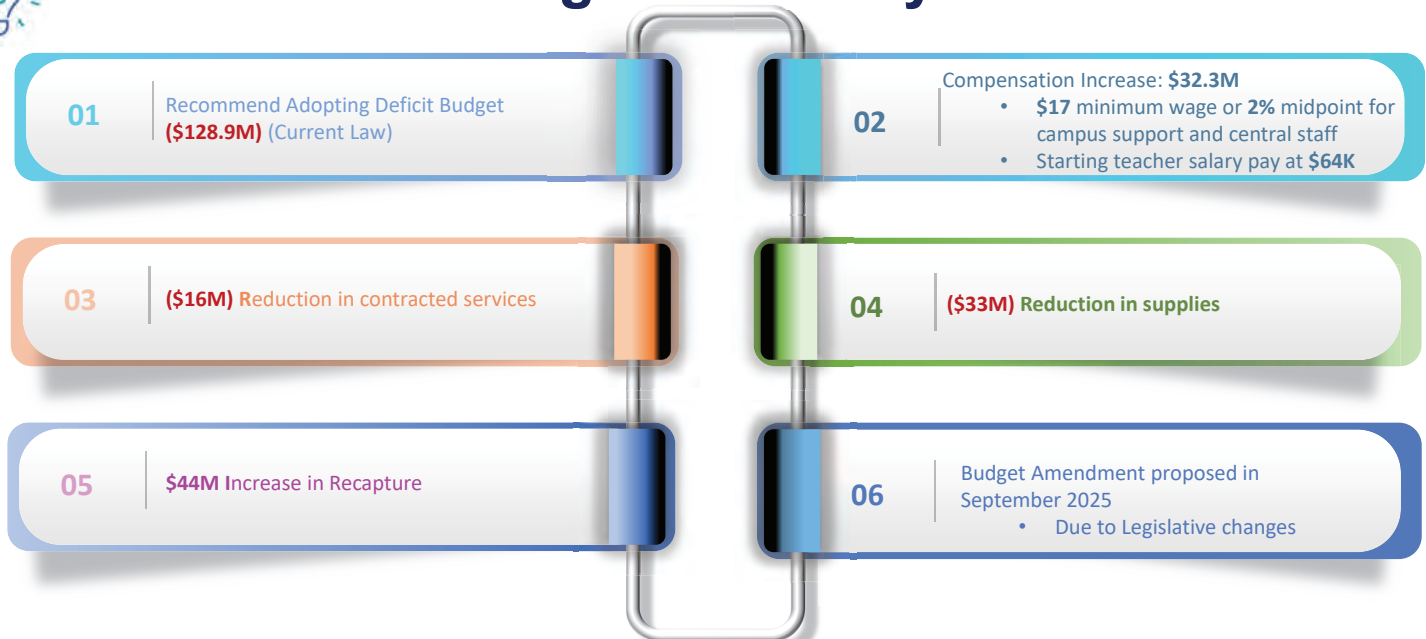 01
Recommend Adopting Deficit Budget
($128.9M) (Current Law)
02
Compensation Increase: $32.3M
• $17 minimum wage or 2% midpoint for
campus support and central staff
• Starting teacher salary pay at $64K
03
($16M) Reduction in contracted services
04
($33M) Reduction in supplies
05
$44M Increase in Recapture
06
Budget Amendment proposed in
September 2025
• Due to Legislative changes